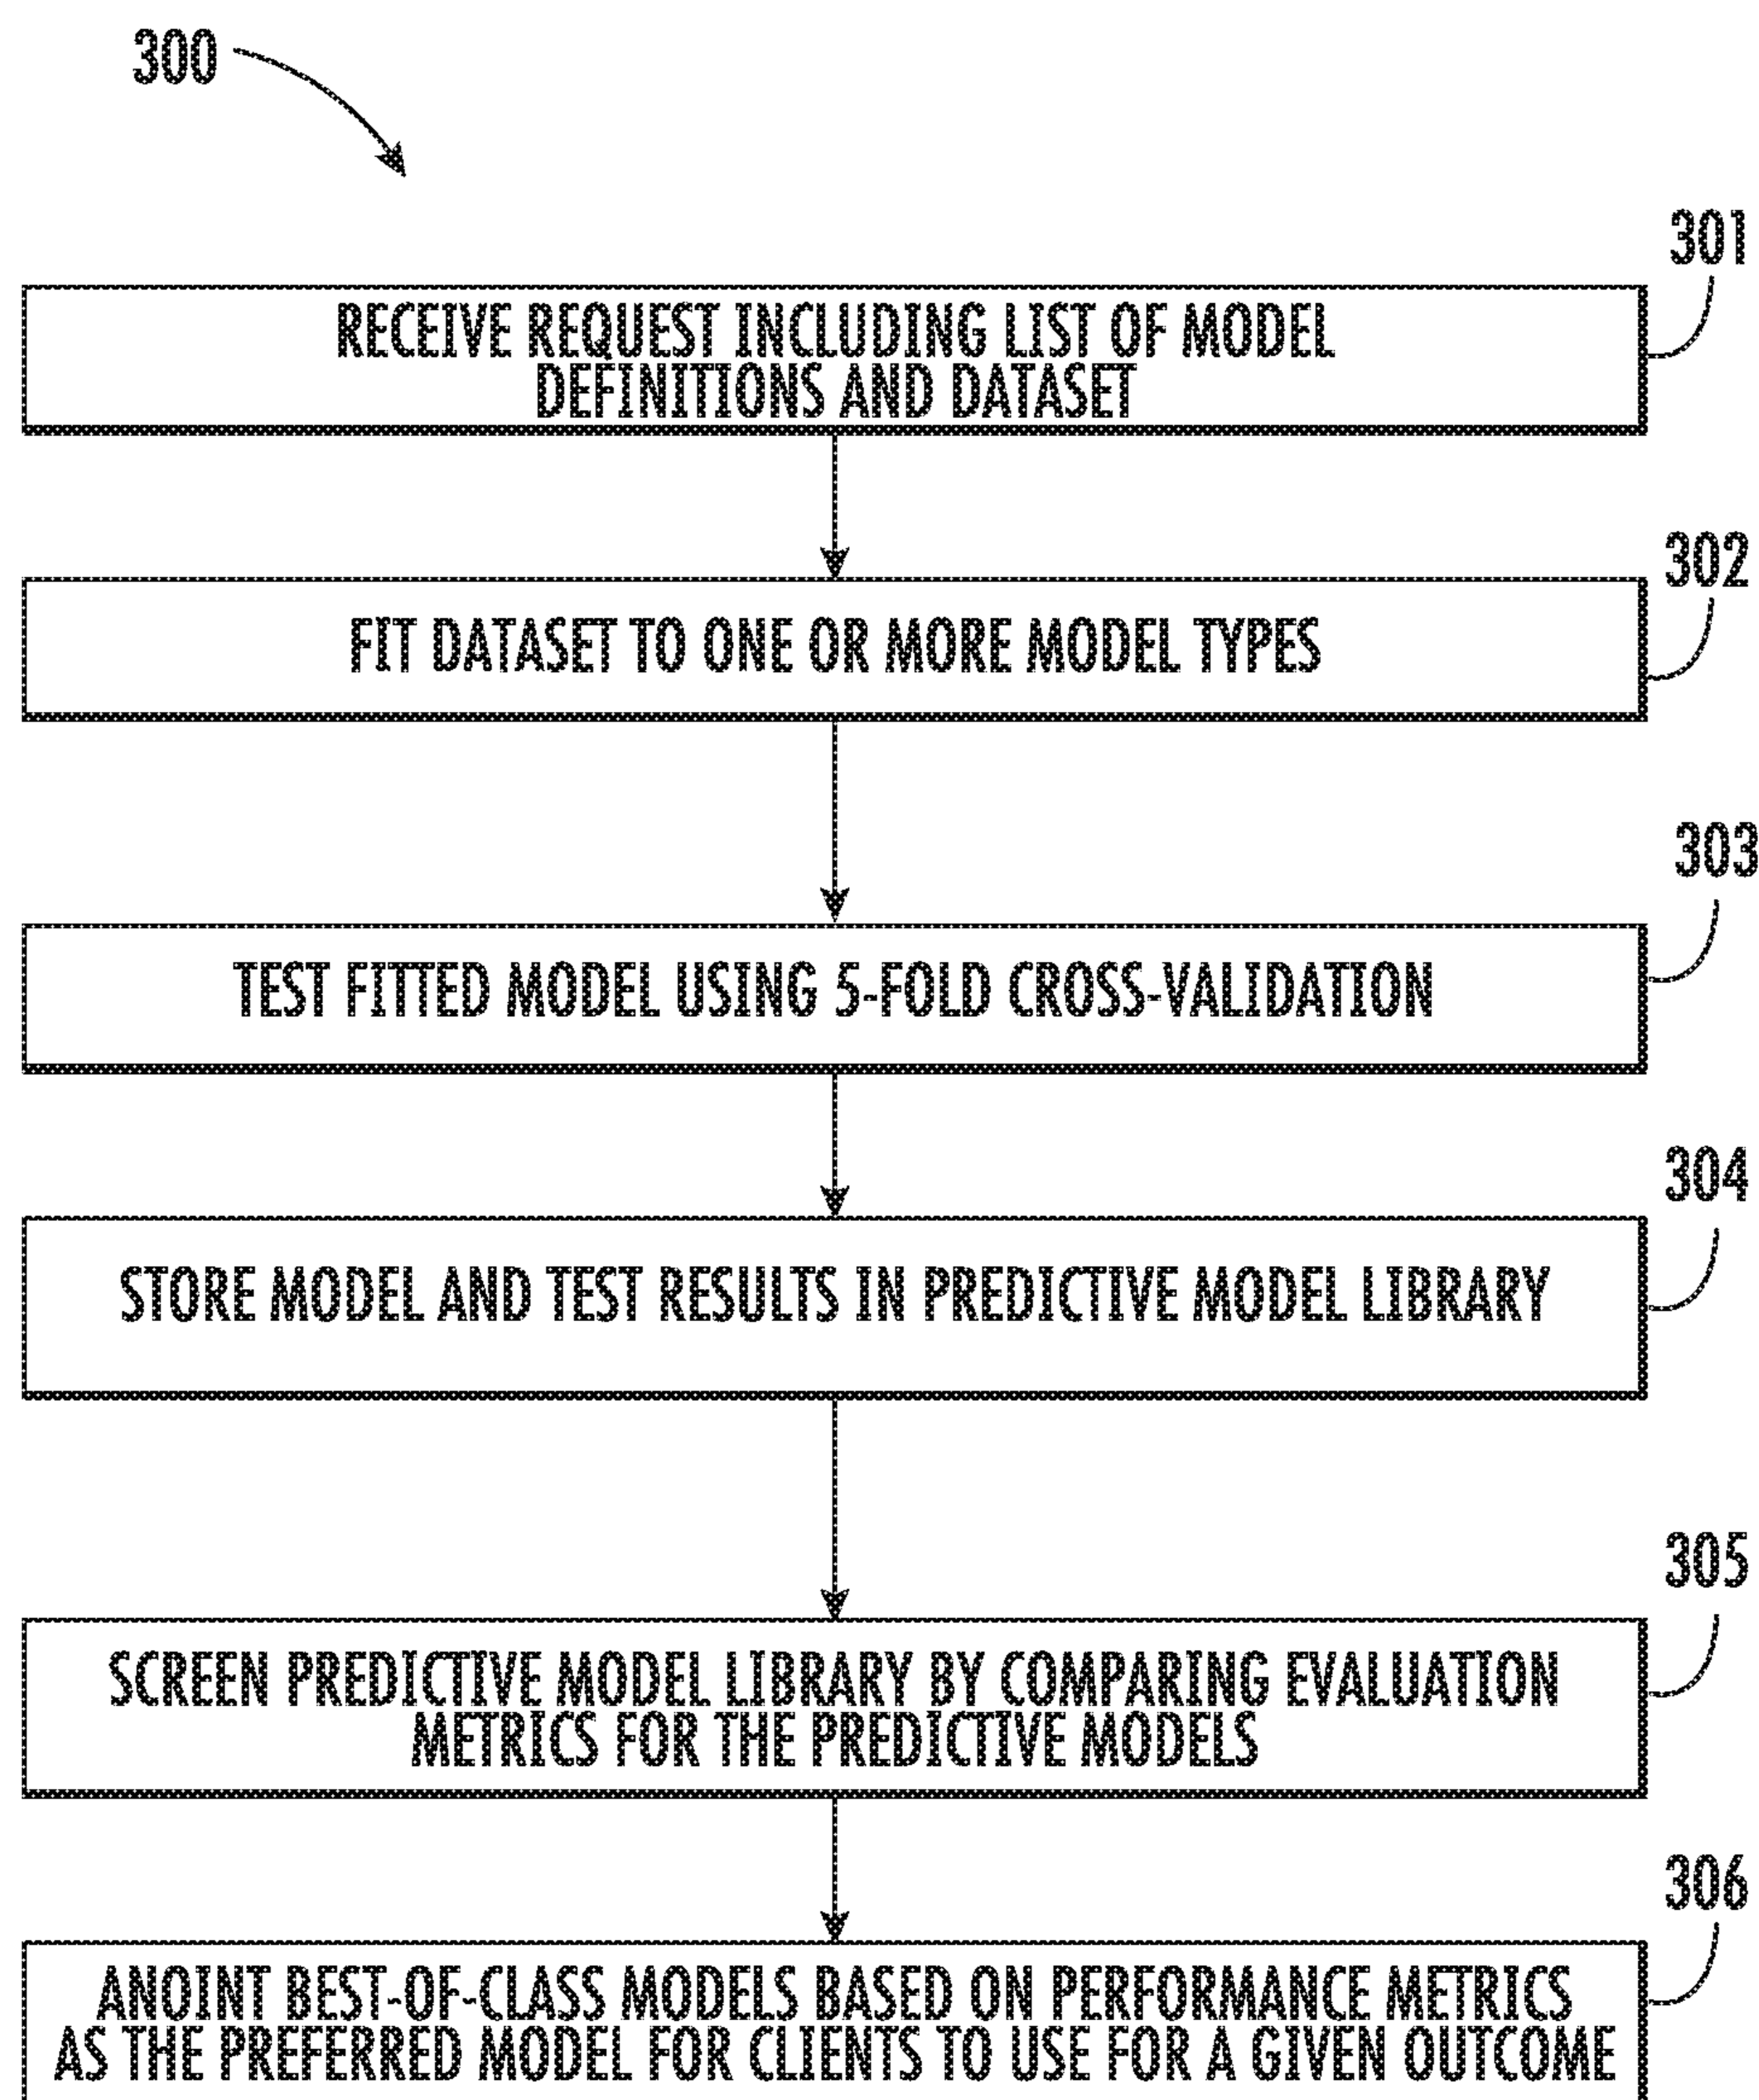 300
301
RECEIVE REQUEST INCLUDING LIST OF MODEL
DEFINITIONS AND DATASET
302
FIT DATASET TO ONE OR MORE MODEL TYPES
303
TEST FITTED MODEL USING 5-FOLD CROSS-VALIDATION
304
STORE MODEL AND TEST RESULTS IN PREDICTIVE MODEL LIBRARY
305
SCREEN PREDICTIVE MODEL LIBRARY BY COMPARING EVALUATION
METRICS FOR THE PREDICTIVE MODELS
306
ANOINT BEST-OF-CLASS MODELS BASED ON PERFORMANCE METRICS
AS THE PREFERRED MODEL FOR CLIENTS TO USE FOR A GIVEN OUTCOME